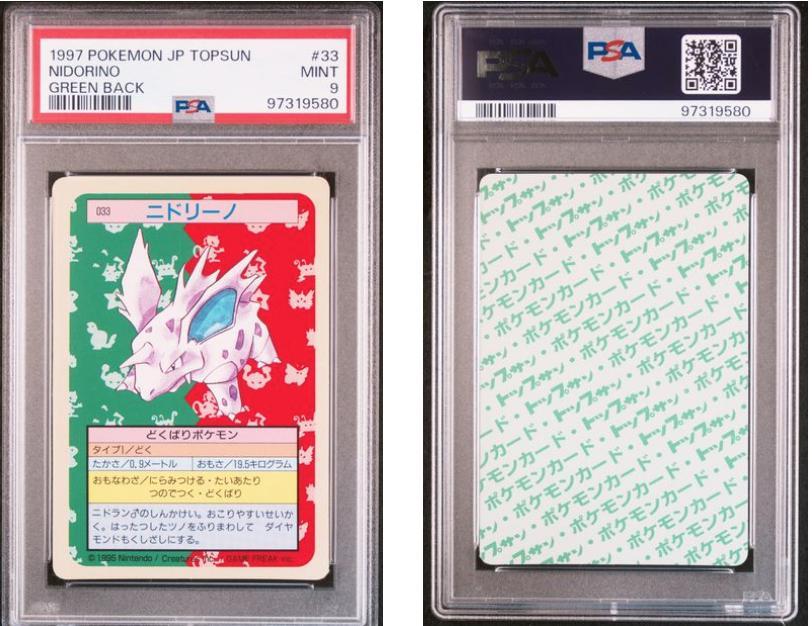 1997 POKEMON JP TOPSUN #33
NIDORINO MINT
GREEN BACK 9
PSA 97319580
033 ニドリーノ
どくばりポケモン
タイプ1/どく
たかさ/0.9メートル おもさ/19.5キログラム
おもなわざ/にらみつける・たいあたり
つのでつく・どくばり
ニドラン♂のしんかけい。おこりやすいせいか
く。はったつしたツノをふりまわして ダイヤ
モンドもくしざしにする。
© 1995 Nintendo / Creatures inc. / GAME FREAK inc.
PSA PSA
97319580
トップサン・ポケモンカード・トップサン・ポケモンカード